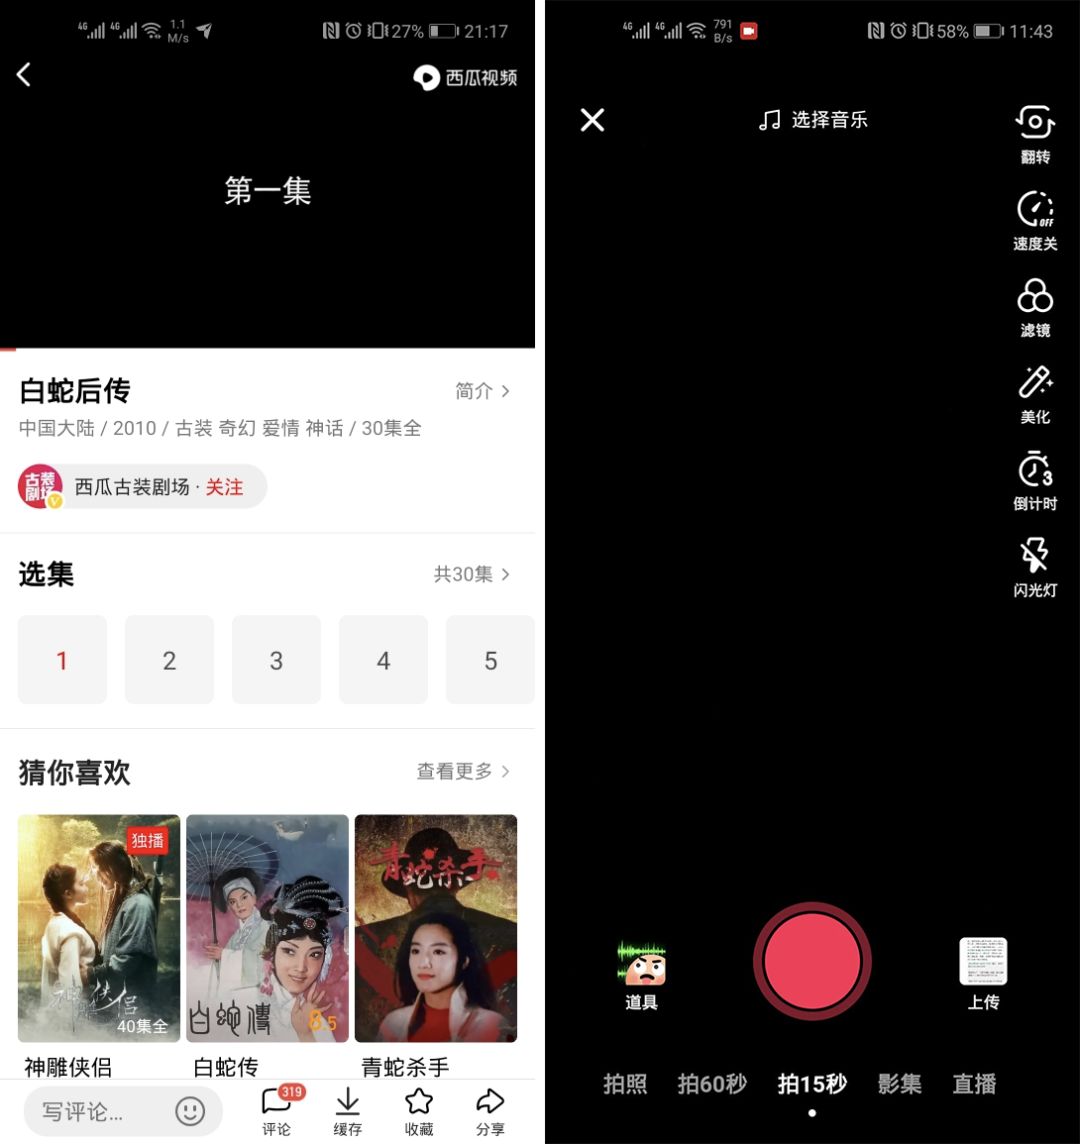 4G 4G 1.1 M/s 27% 21:17
西瓜视频
第一集
白蛇后传
简介
中国大陆 / 2010 / 古装 奇幻 爱情 神话 / 30集全
古装剧场
西瓜古装剧场 · 关注
选集
共30集
1 2 3 4 5
猜你喜欢
查看更多
独播
神雕侠侣
40集全
白蛇傳
8.5
青蛇杀手
神雕侠侣 白蛇传 青蛇杀手
写评论...
319
评论 缓存 收藏 分享
4G 4G 791 B/s 58% 11:43
选择音乐
翻转
OFF
速度关
滤镜
美化
3
倒计时
闪光灯
道具
上传
拍照 拍60秒 拍15秒 影集 直播